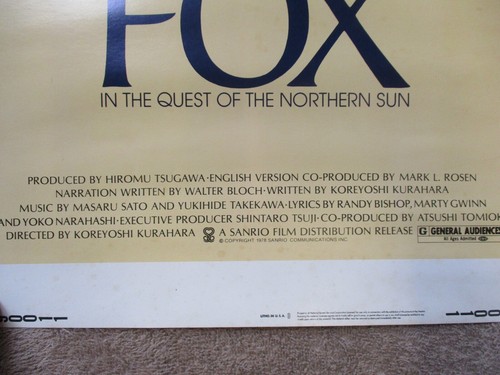 FOX
IN THE QUEST OF THE NORTHERN SUN
PRODUCED BY HIROMU TSUGAWA·ENGLISH VERSION CO-PRODUCED BY MARK L. ROSEN
NARRATION WRITTEN BY WALTER BLOCH·WRITTEN BY KOREYOSHI KURAHARA
MUSIC BY MASARU SATO AND YUKIHIDE TAKEKAWA·LYRICS BY RANDY BISHOP, MARTY GWINN
AND YOKO NARAHASHI·EXECUTIVE PRODUCER SHINTARO TSUJI·CO-PRODUCED BY ATSUSHI TOMIOK
DIRECTED BY KOREYOSHI KURAHARA A SANRIO FILM DISTRIBUTION RELEASE G GENERAL AUDIENCES
All Ages Admitted
© COPYRIGHT 1978 SANRIO COMMUNICATIONS INC